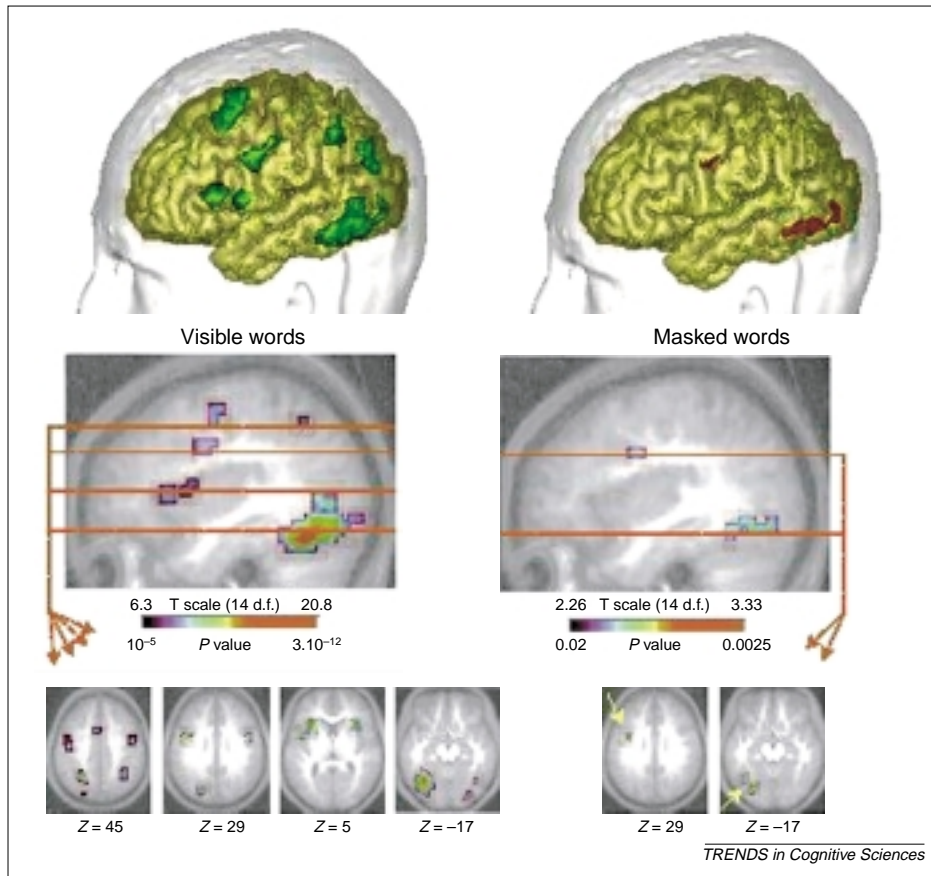 Visible words Masked words
6.3 T scale (14 d.f.) 20.8 2.26 T scale (14 d.f.) 3.33
10⁻⁵ P value 3.10⁻¹² 0.02 P value 0.0025
Z = 45 Z = 29 Z = 5 Z = –17 Z = 29 Z = –17
TRENDS in Cognitive Sciences